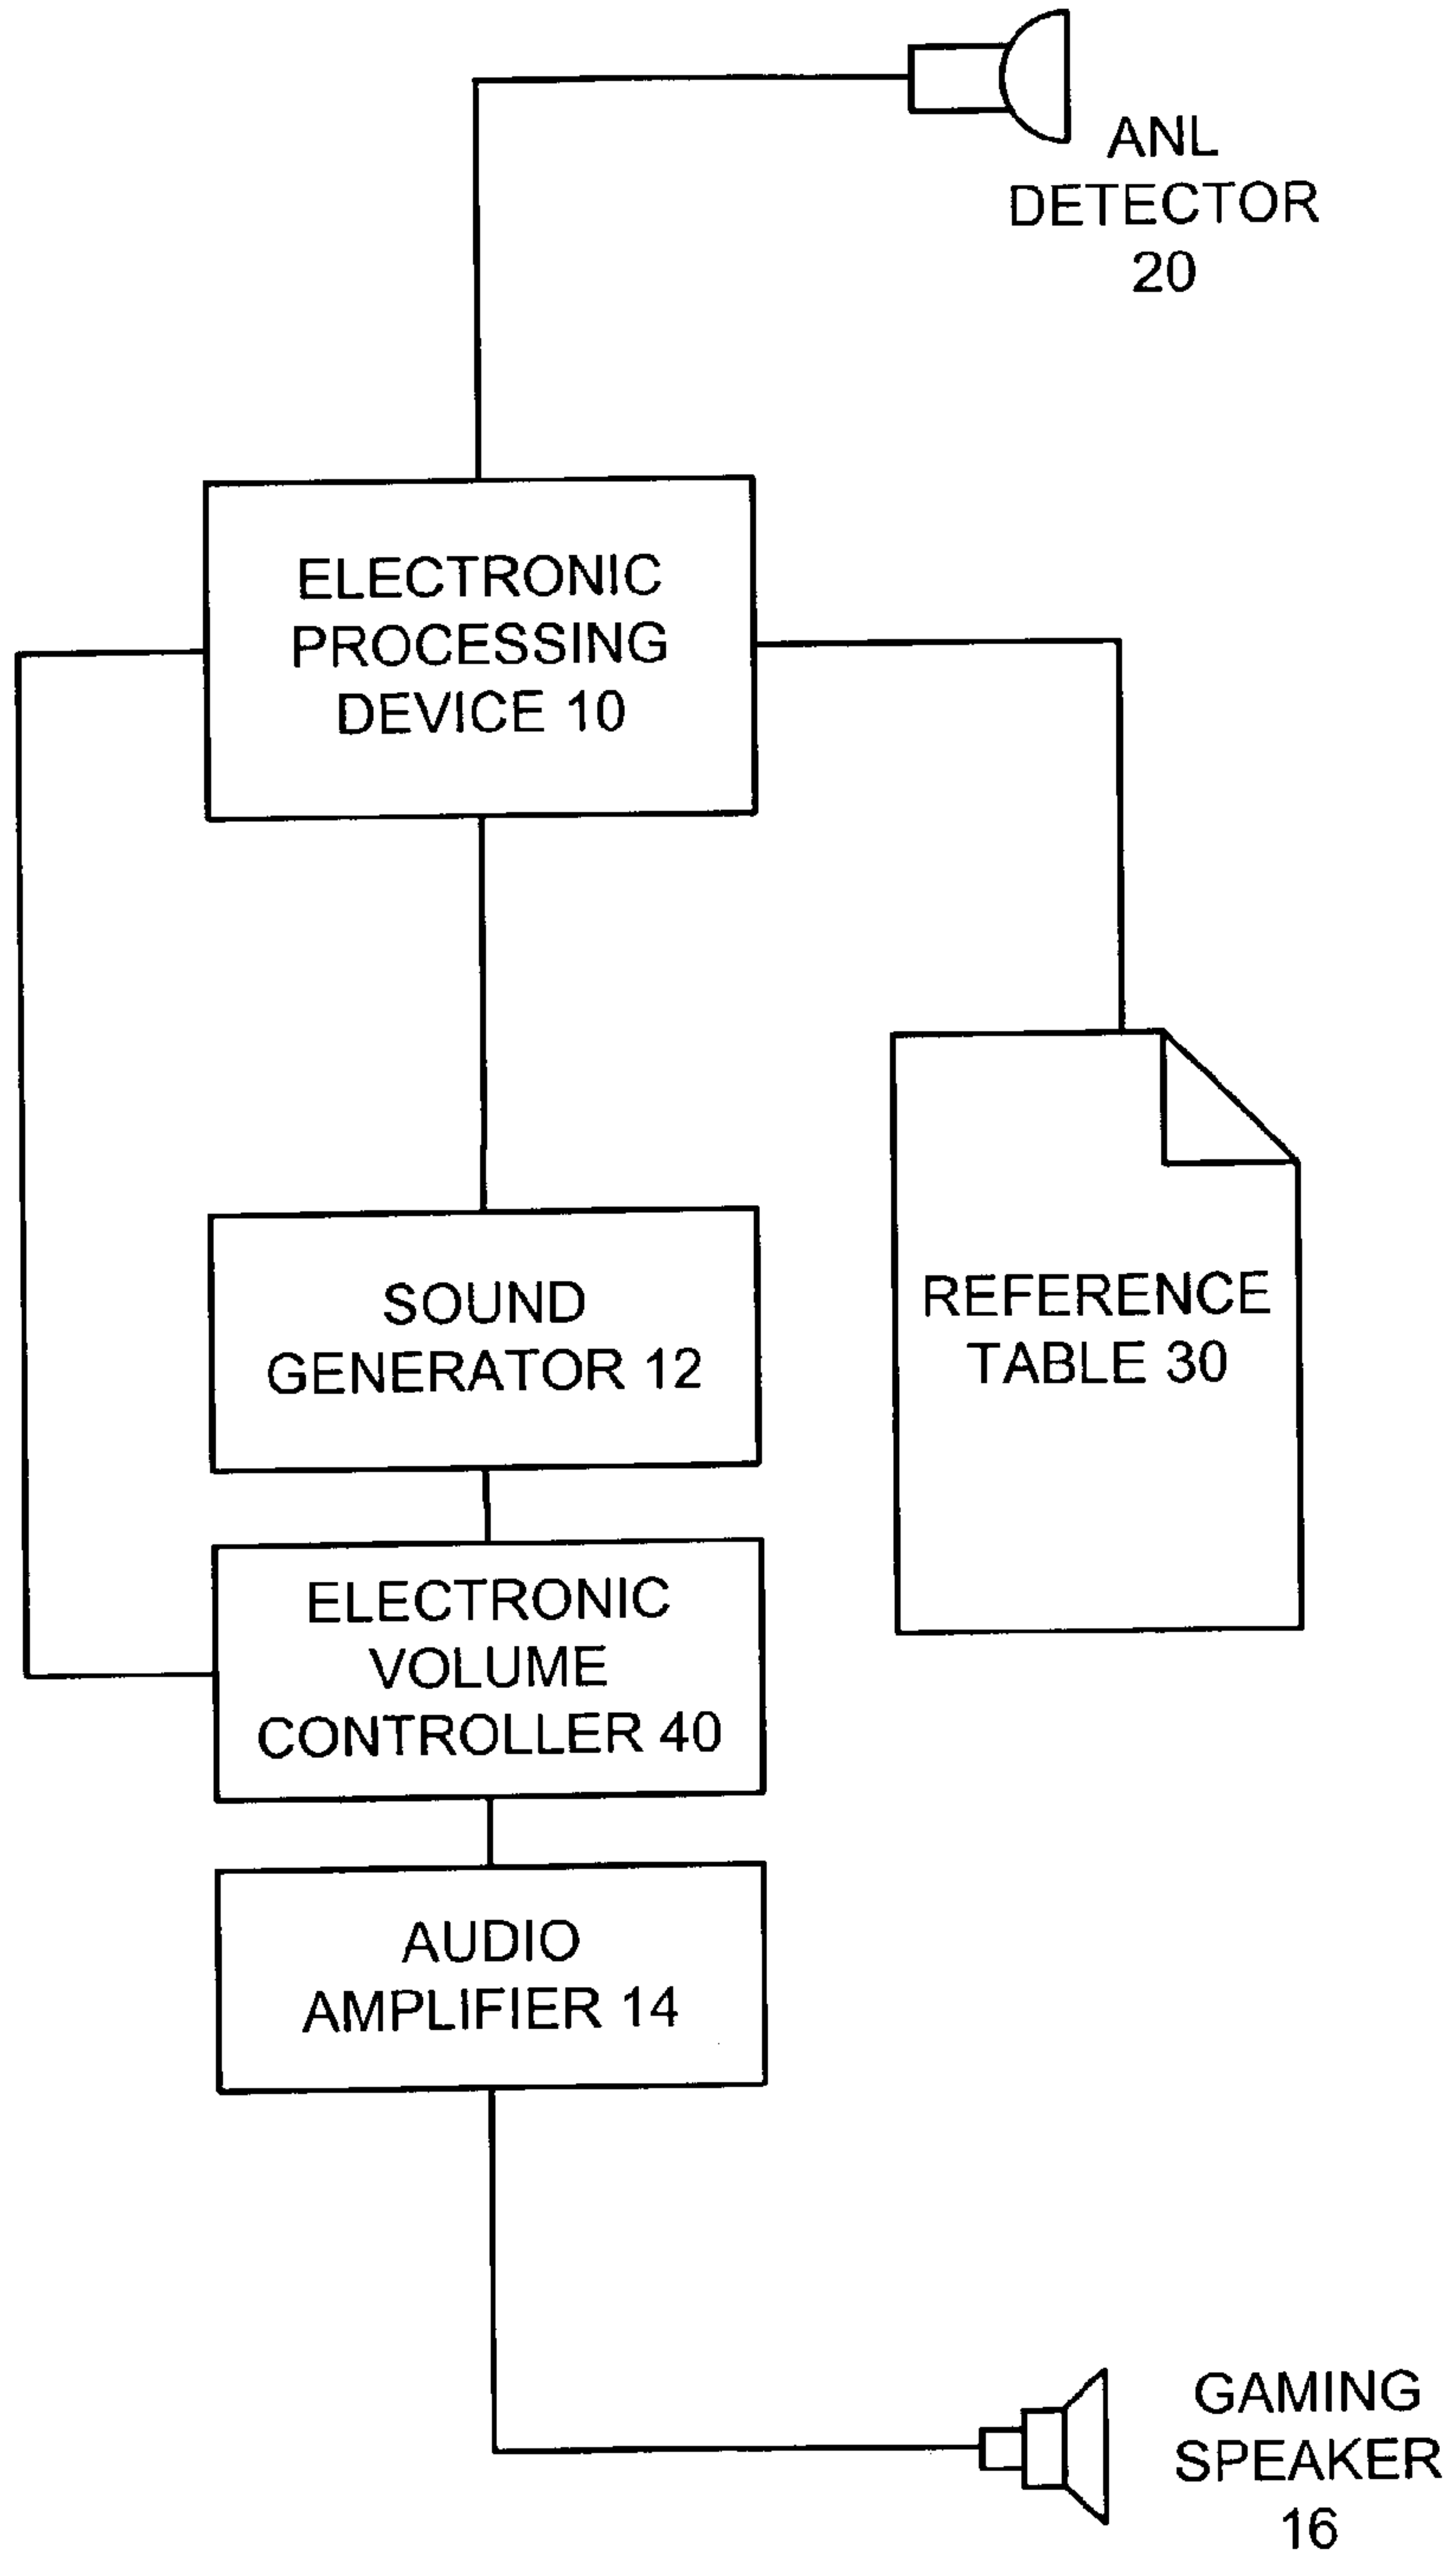 ANL
DETECTOR
20
ELECTRONIC
PROCESSING
DEVICE 10
SOUND
GENERATOR 12
REFERENCE
TABLE 30
ELECTRONIC
VOLUME
CONTROLLER 40
AUDIO
AMPLIFIER 14
GAMING
SPEAKER
16